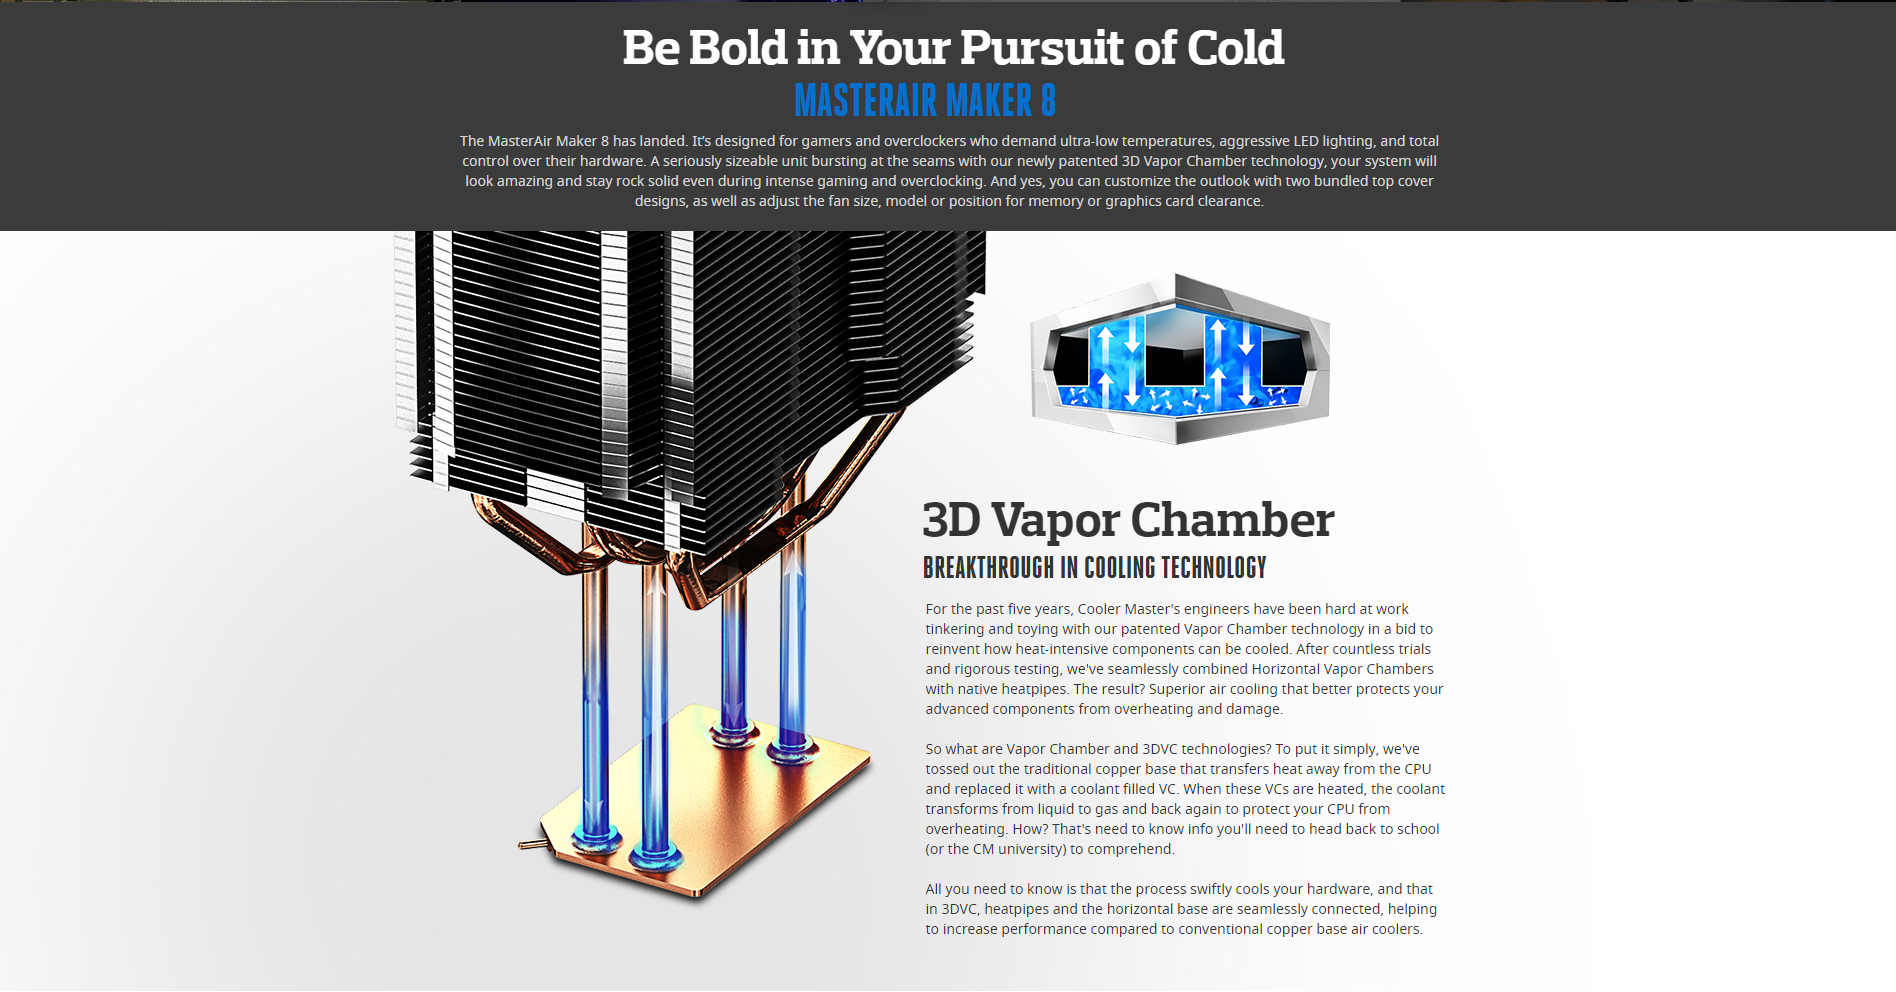 Be Bold in Your Pursuit of Cold
MASTERAIR MAKER 8
The MasterAir Maker 8 has landed. It’s designed for gamers and overclockers who demand ultra-low temperatures, aggressive LED lighting, and total
control over their hardware. A seriously sizeable unit bursting at the seams with our newly patented 3D Vapor Chamber technology, your system will
look amazing and stay rock solid even during intense gaming and overclocking. And yes, you can customize the outlook with two bundled top cover
designs, as well as adjust the fan size, model or position for memory or graphics card clearance.
3D Vapor Chamber
BREAKTHROUGH IN COOLING TECHNOLOGY
For the past five years, Cooler Master's engineers have been hard at work
tinkering and toying with our patented Vapor Chamber technology in a bid to
reinvent how heat-intensive components can be cooled. After countless trials
and rigorous testing, we've seamlessly combined Horizontal Vapor Chambers
with native heatpipes. The result? Superior air cooling that better protects your
advanced components from overheating and damage.
So what are Vapor Chamber and 3DVC technologies? To put it simply, we've
tossed out the traditional copper base that transfers heat away from the CPU
and replaced it with a coolant filled VC. When these VCs are heated, the coolant
transforms from liquid to gas and back again to protect your CPU from
overheating. How? That's need to know info you'll need to head back to school
(or the CM university) to comprehend.
All you need to know is that the process swiftly cools your hardware, and that
in 3DVC, heatpipes and the horizontal base are seamlessly connected, helping
to increase performance compared to conventional copper base air coolers.